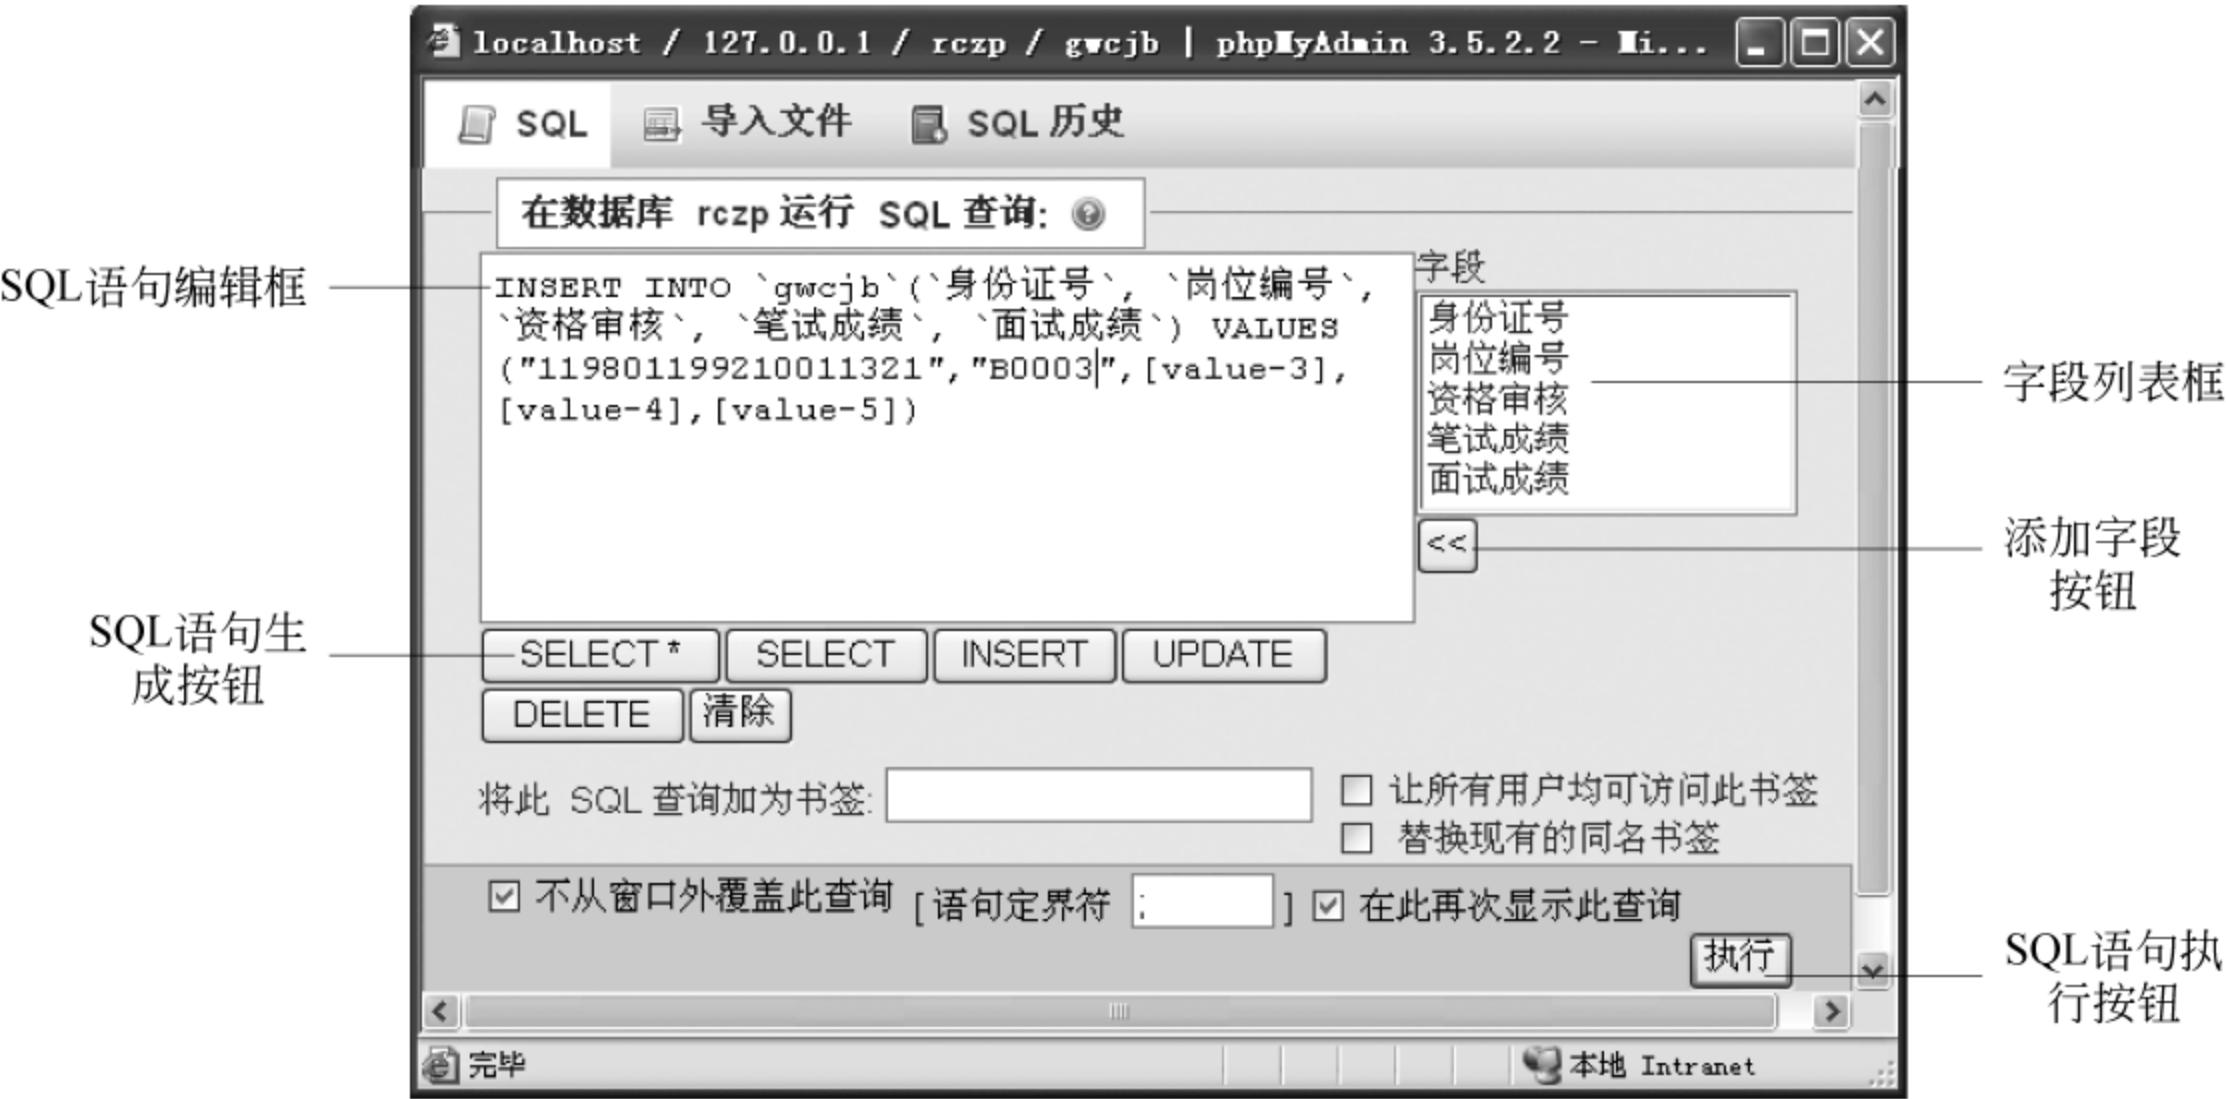 localhost / 127.0.0.1 / rczp / gwcjb | phpMyAdmin 3.5.2.2 - Mi...
SQL 导入文件 SQL 历史
在数据库 rczp 运行 SQL 查询:
SQL语句编辑框
INSERT INTO `gwcjb`(`身份证号`, `岗位编号`,
`资格审核`, `笔试成绩`, `面试成绩`) VALUES
("119801199210011321","B0003",[value-3],
[value-4],[value-5])
字段
身份证号
岗位编号
资格审核
笔试成绩
面试成绩
字段列表框
<<
添加字段
按钮
SQL语句生
成按钮
SELECT * SELECT INSERT UPDATE
DELETE 清除
将此 SQL 查询加为书签:
让所有用户均可访问此书签
替换现有的同名书签
不从窗口外覆盖此查询 [ 语句定界符 ; ] 在此再次显示此查询
执行
SQL语句执
行按钮
完毕 本地 Intranet